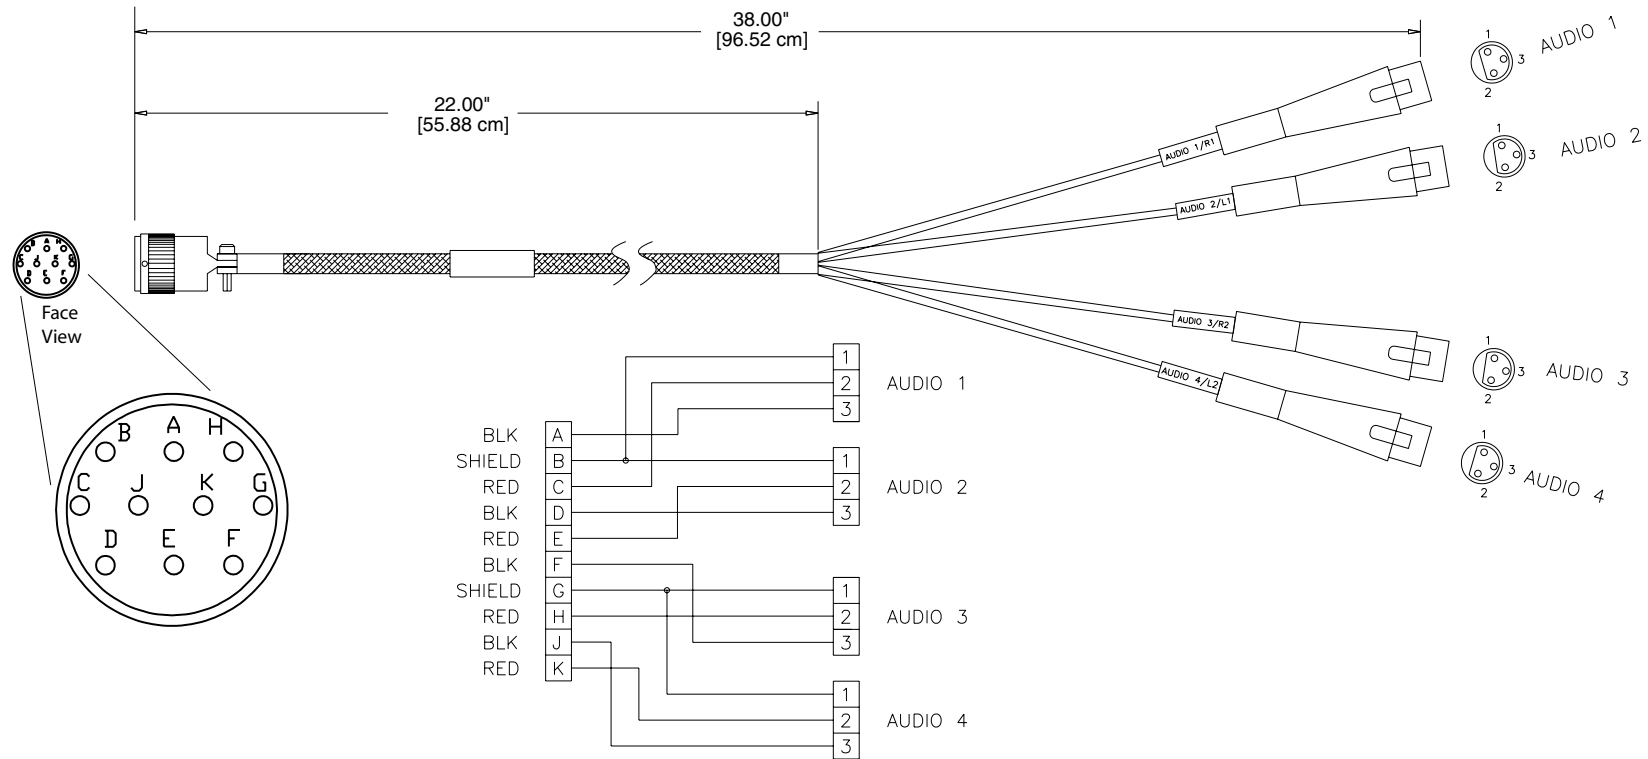 38.00"
[96.52 cm]
22.00"
[55.88 cm]
1
2
3
AUDIO 1
1
2
3
AUDIO 2
AUDIO 1/R1
AUDIO 2/L1
B A H
C J K G
D E F
Face
View
AUDIO 3/R2
AUDIO 4/L2
1
2
3
AUDIO 3
1
2
3
AUDIO 4
B A H
C J K G
D E F
BLK A
SHIELD B
RED C
BLK D
RED E
BLK F
SHIELD G
RED H
BLK J
RED K
1
2 AUDIO 1
3
1
2 AUDIO 2
3
1
2 AUDIO 3
3
1
2 AUDIO 4
3